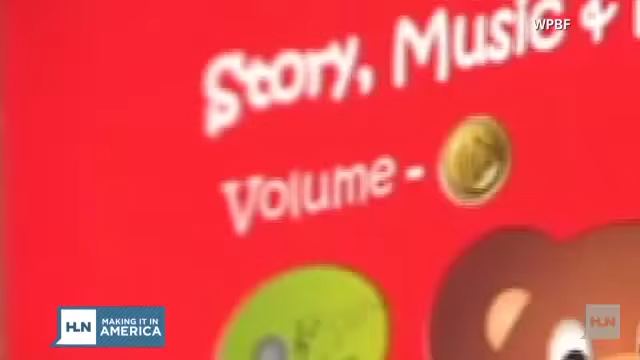 WPBF
Story, Music &
Volume -
HLN
MAKING IT IN
AMERICA
HLN